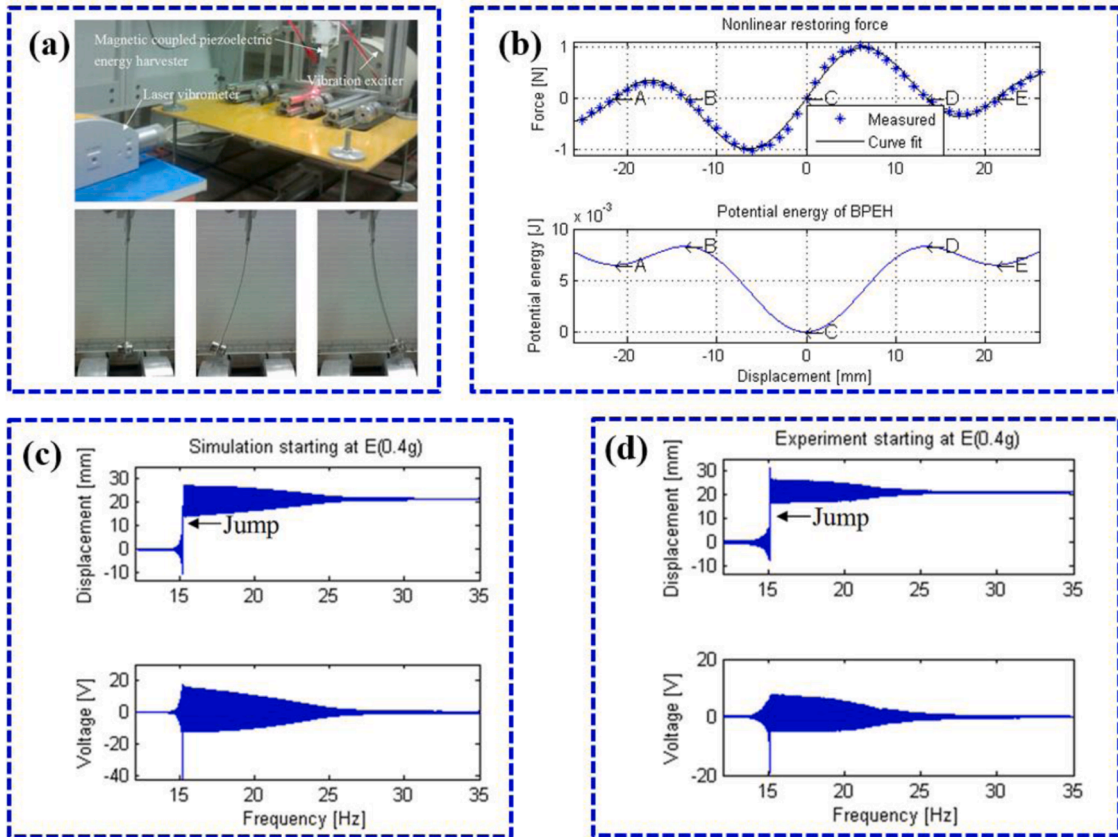 (a)
Magnetic coupled piezoelectric
energy harvester
Vibration exciter
Laser vibrometer
(b)
Nonlinear restoring force
Force [N]
1
0
-1
A
B
C
D
E
Measured
Curve fit
-20 -10 0 10 20
Potential energy of BPEH
x 10⁻³
Potential energy [J]
10
5
0
A
B
C
D
E
-20 -10 0 10 20
Displacement [mm]
(c)
Simulation starting at E(0.4g)
Displacement [mm]
30
20
10
0
-10
Jump
15 20 25 30 35
Voltage [V]
20
0
-20
-40
15 20 25 30 35
Frequency [Hz]
(d)
Experiment starting at E(0.4g)
Displacement [mm]
30
20
10
0
-10
Jump
15 20 25 30 35
Voltage [V]
20
0
-20
15 20 25 30 35
Frequency [Hz]